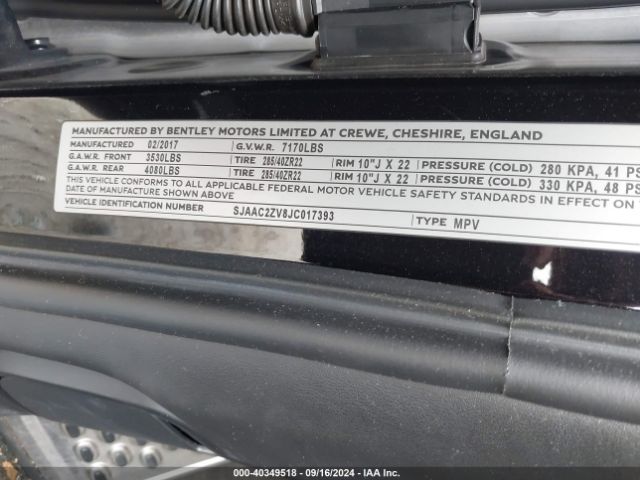 MANUFACTURED BY BENTLEY MOTORS LIMITED AT CREWE, CHESHIRE, ENGLAND
MANUFACTURED 02/2017 G.V.W.R. 7170LBS
G.A.W.R. FRONT 3530LBS TIRE 285/40ZR22 RIM 10"J X 22 PRESSURE (COLD) 280 KPA, 41 PS
G.A.W.R. REAR 4080LBS TIRE 285/40ZR22 RIM 10"J X 22 PRESSURE (COLD) 330 KPA, 48 PS
THIS VEHICLE CONFORMS TO ALL APPLICABLE FEDERAL MOTOR VEHICLE SAFETY STANDARDS IN EFFECT ON
DATE OF MANUFACTURE SHOWN ABOVE
VEHICLE IDENTIFICATION NUMBER SJAAC2ZV8JC017393 TYPE MPV
000-40349518 - 09/16/2024 - IAA Inc.